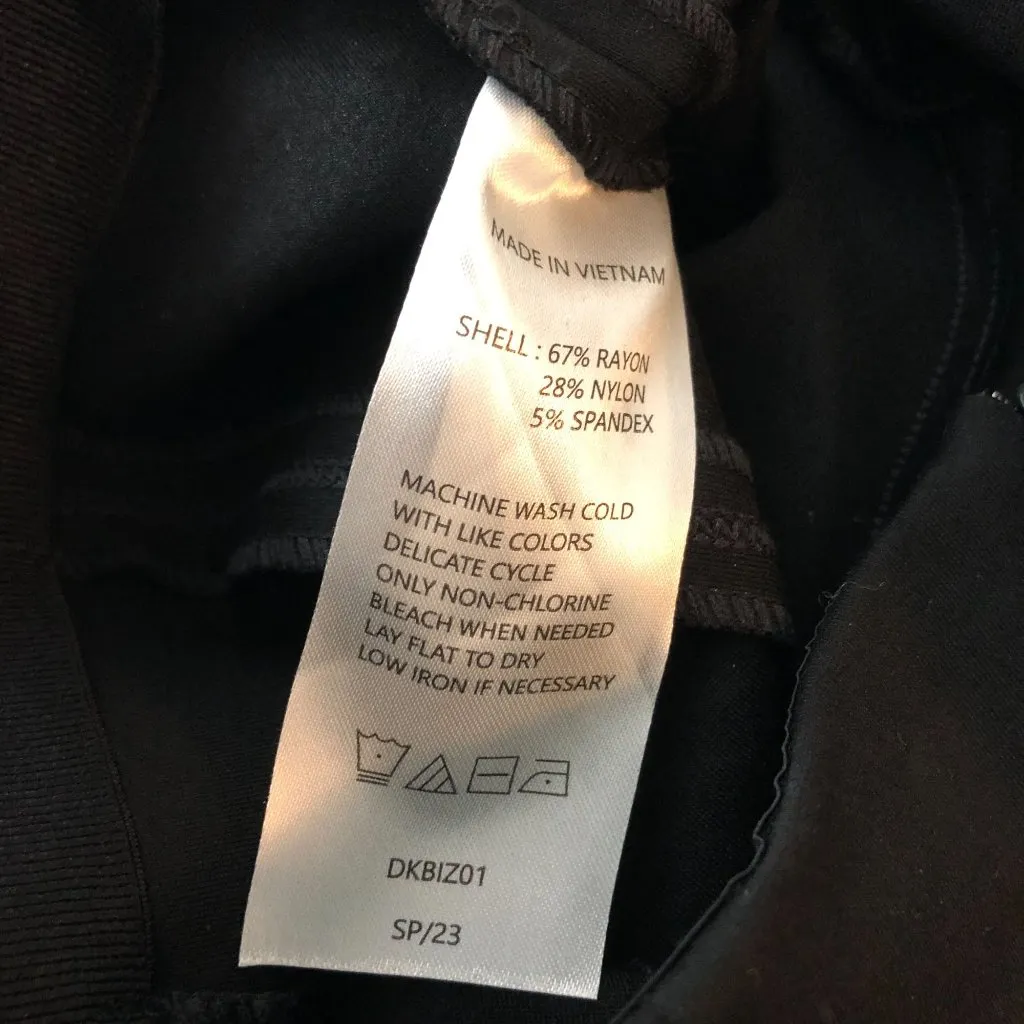 MADE IN VIETNAM
SHELL : 67% RAYON
28% NYLON
5% SPANDEX
MACHINE WASH COLD
WITH LIKE COLORS
DELICATE CYCLE
ONLY NON-CHLORINE
BLEACH WHEN NEEDED
LAY FLAT TO DRY
LOW IRON IF NECESSARY
DKBIZ01
SP/23